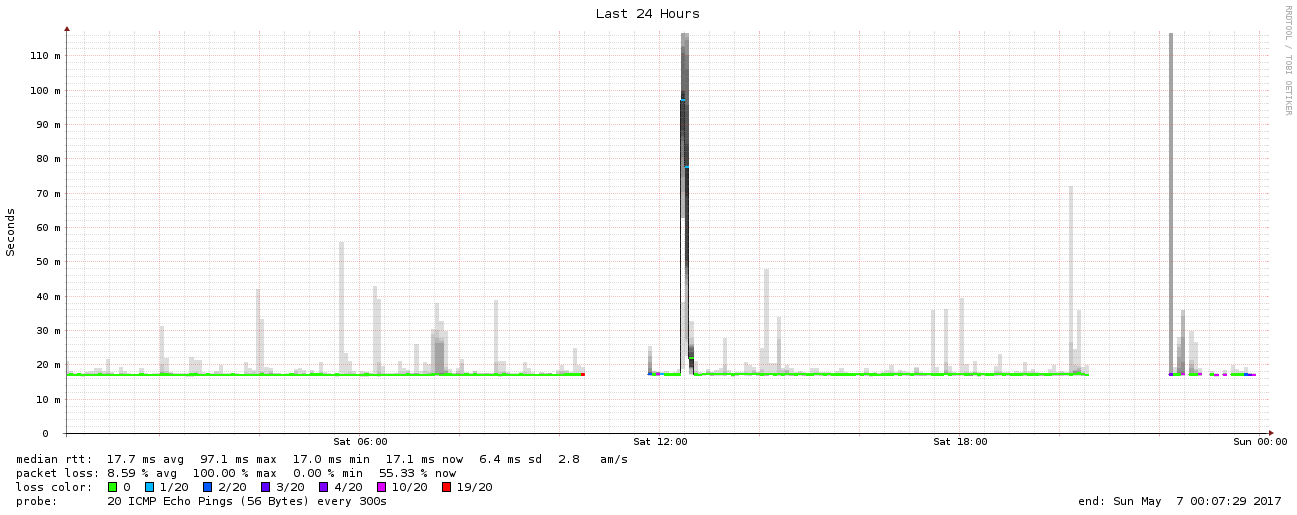 Last 24 Hours
RRDTOOL / TOBI OETIKER
Seconds
110 m
100 m
90 m
80 m
70 m
60 m
50 m
40 m
30 m
20 m
10 m
0
Sat 06:00 Sat 12:00 Sat 18:00 Sun 00:00
median rtt: 17.7 ms avg 97.1 ms max 17.0 ms min 17.1 ms now 6.4 ms sd 2.8 am/s
packet loss: 8.59 % avg 100.00 % max 0.00 % min 55.33 % now
loss color: 0 1/20 2/20 3/20 4/20 10/20 19/20
probe: 20 ICMP Echo Pings (56 Bytes) every 300s end: Sun May 7 00:07:29 2017